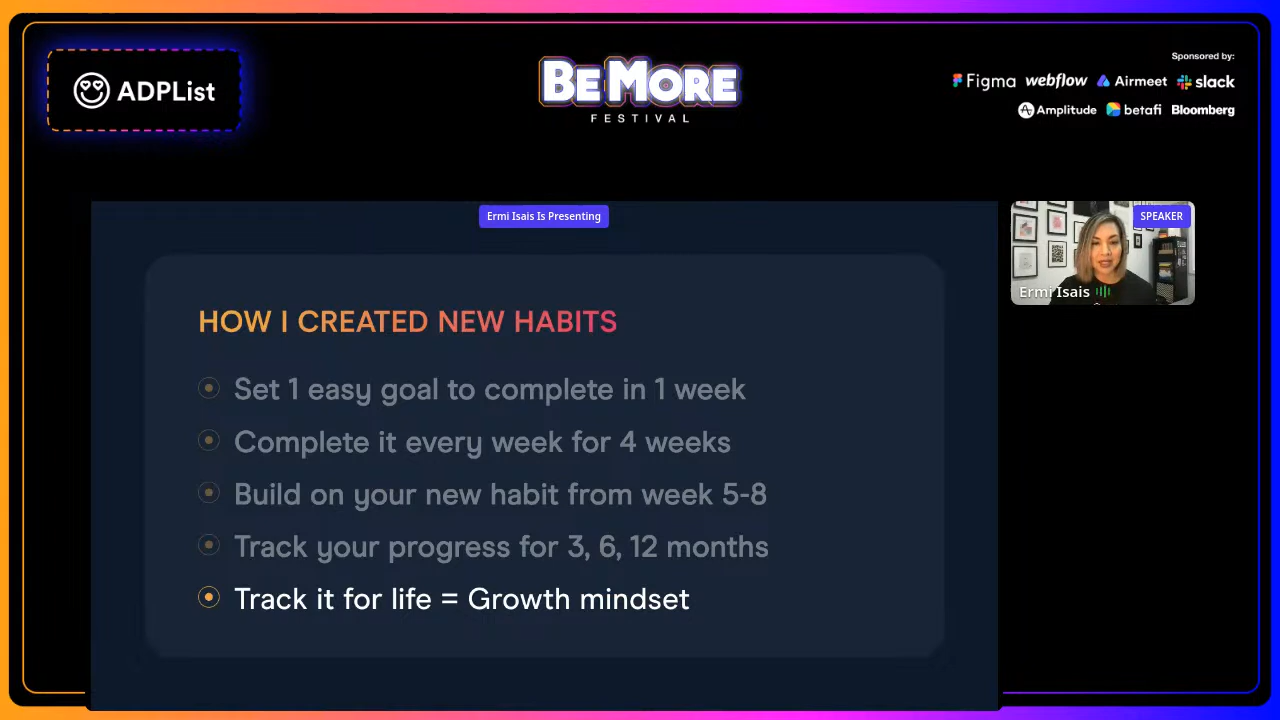 ADPList
BE MORE
FESTIVAL
Sponsored by:
Figma webflow Airmeet slack
Amplitude betafi Bloomberg
Ermi Isais Is Presenting
SPEAKER
Ermi Isais
HOW I CREATED NEW HABITS
Set 1 easy goal to complete in 1 week
Complete it every week for 4 weeks
Build on your new habit from week 5-8
Track your progress for 3, 6, 12 months
Track it for life = Growth mindset